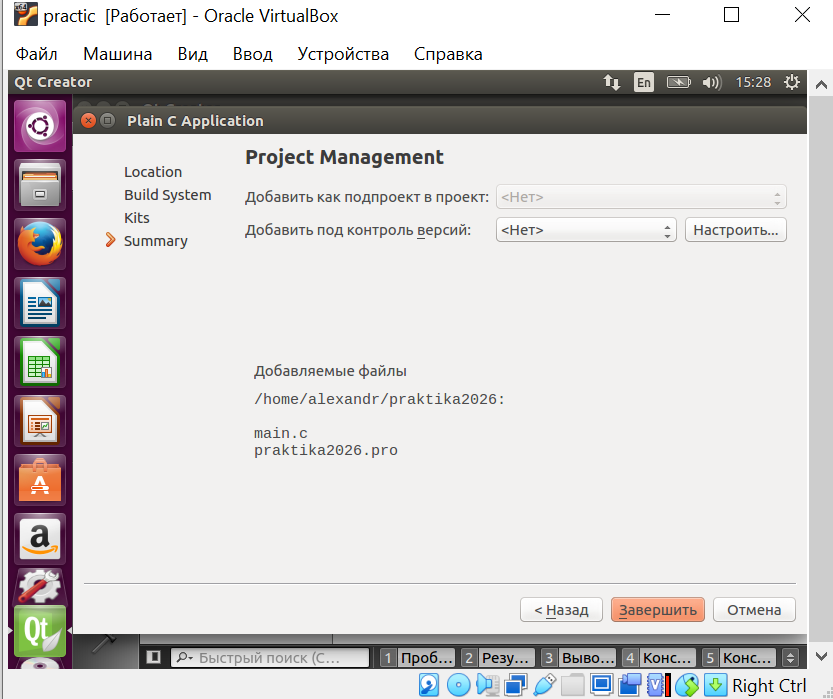 practic [Работает] - Oracle VirtualBox
Файл Машина Вид Ввод Устройства Справка
Qt Creator En 15:28
Plain C Application
Project Management
Location
Build System
Kits
Summary
Добавить как подпроект в проект: <Нет>
Добавить под контроль версий: <Нет> Настроить...
Добавляемые файлы
/home/alexandr/praktika2026:
main.c
praktika2026.pro
< Назад Завершить Отмена
Быстрый поиск (C... 1 Проб... 2 Резу... 3 Выво... 4 Конс... 5 Конс...
Right Ctrl